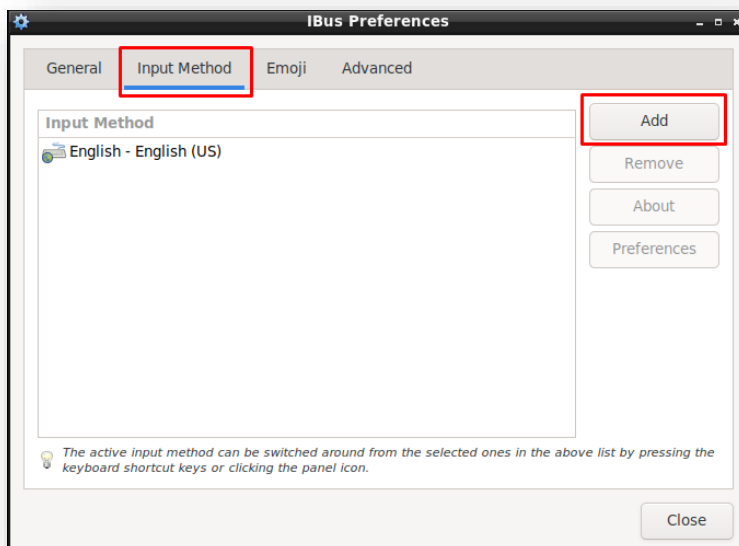 IBus Preferences
General Input Method Emoji Advanced
Input Method
English - English (US)
Add
Remove
About
Preferences
The active input method can be switched around from the selected ones in the above list by pressing the
keyboard shortcut keys or clicking the panel icon.
Close